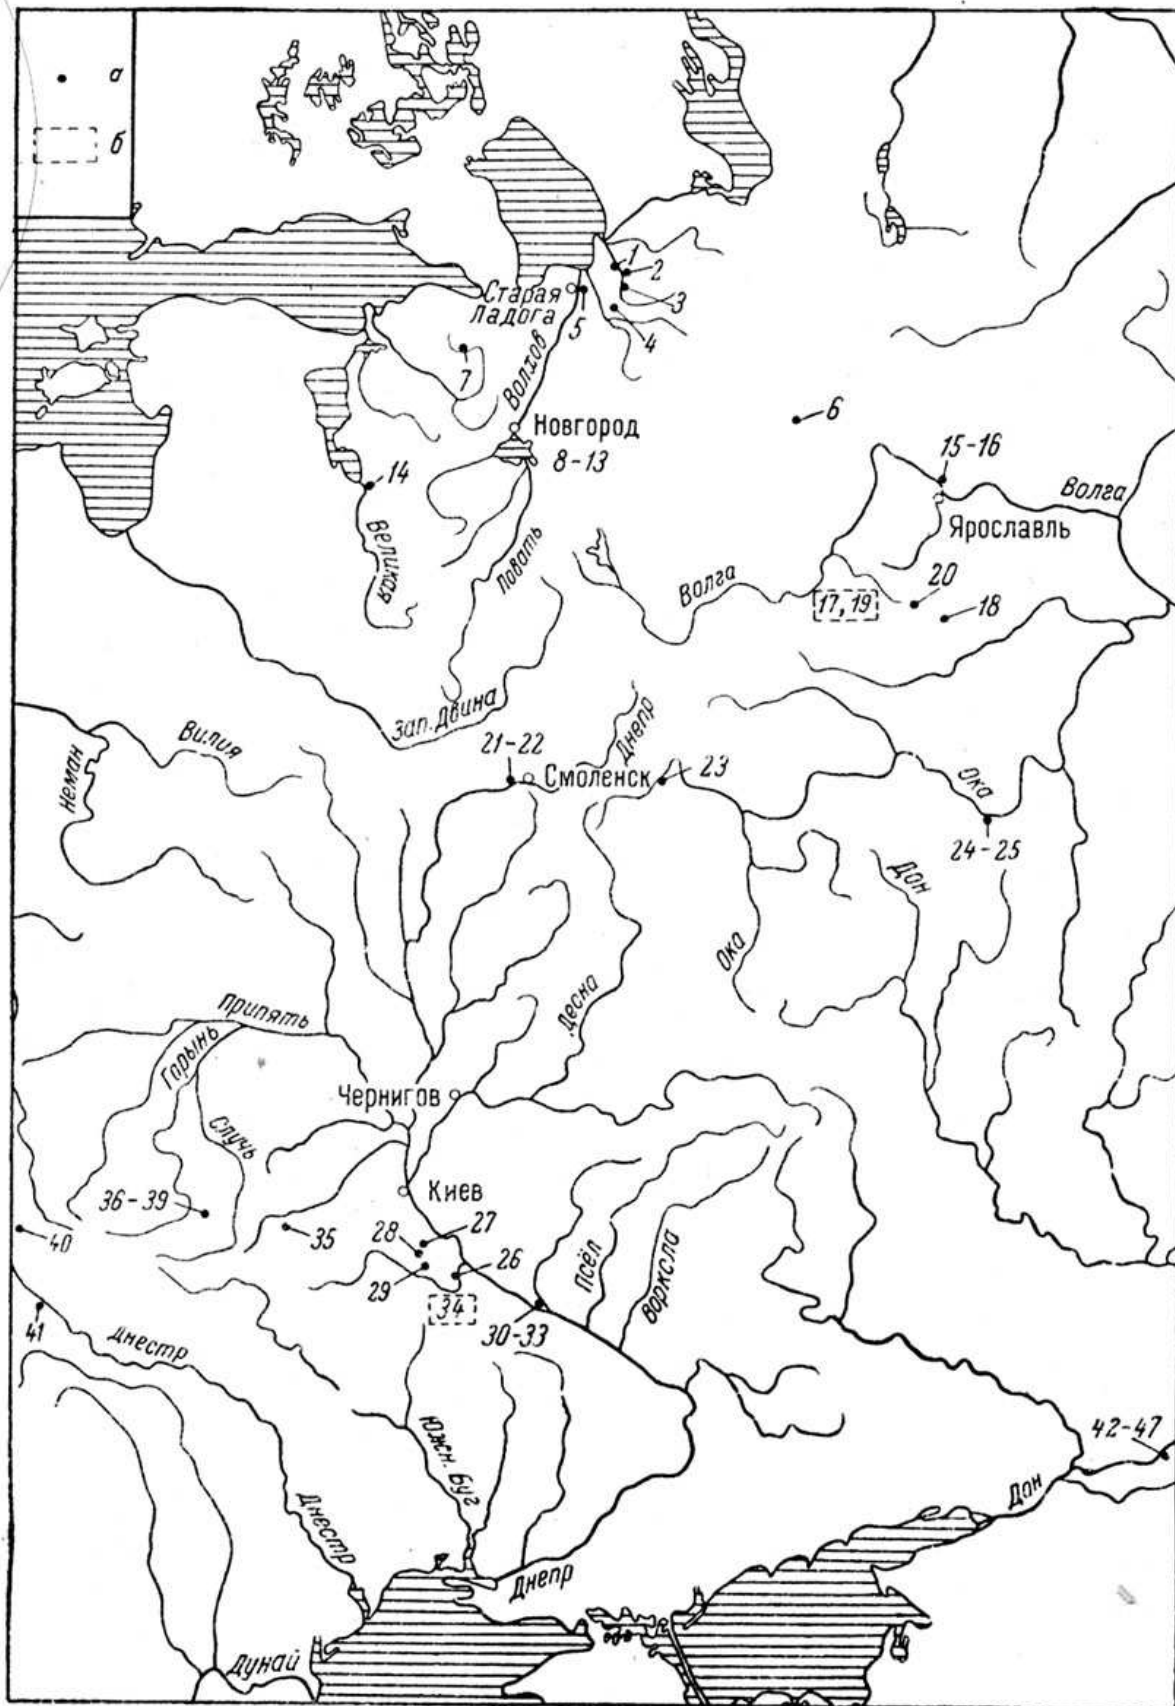 а
б
1
2
3
4
Старая
Ладога
5
7
Волхов
6
Новгород
8-13
14
15-16
Волга
Ярославль
Великая
Ловать
Волга
17, 19
20
18
Зап. Двина
Днепр
Вилия
Неман
21-22
Смоленск
23
Ока
24-25
Дон
Ока
Десна
Припять
Горынь
Случь
Чернигов
Киев
36-39
35
40
27
28
29
26
34
30-33
Псёл
Ворксла
41
Днестр
Южн. Буг
42-47
Дон
Днестр
Днепр
Дунай